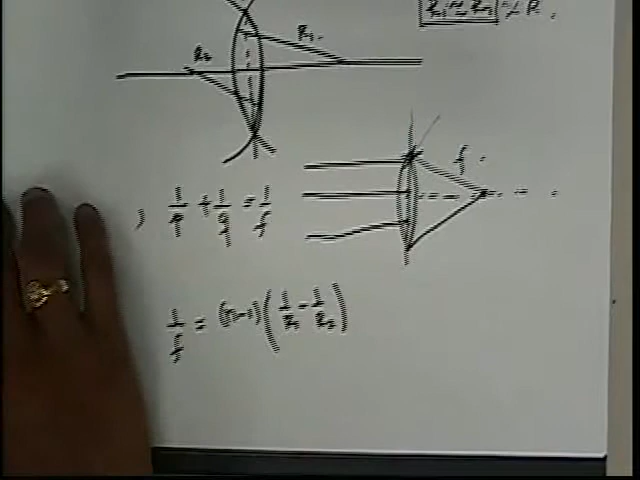 R₁ ≈ R₂ ≈ R.
R₂ R₁.
f.
) 1/p + 1/q = 1/f
1/f = (n-1)(1/R₁ - 1/R₂)